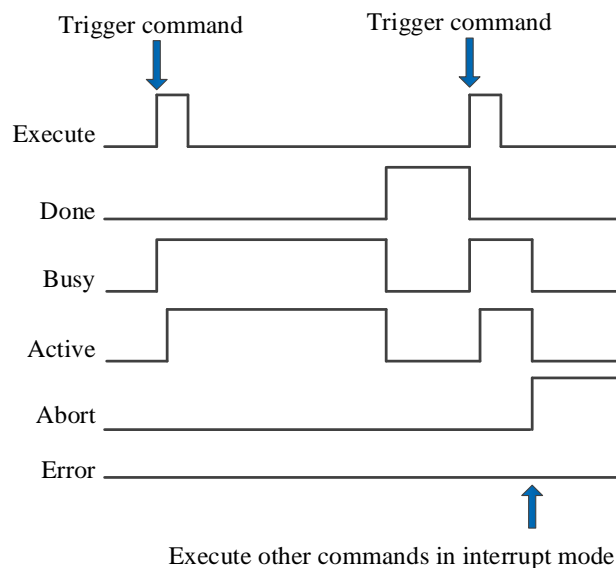 Trigger command
Trigger command
Execute
Done
Busy
Active
Abort
Error
Execute other commands in interrupt mode